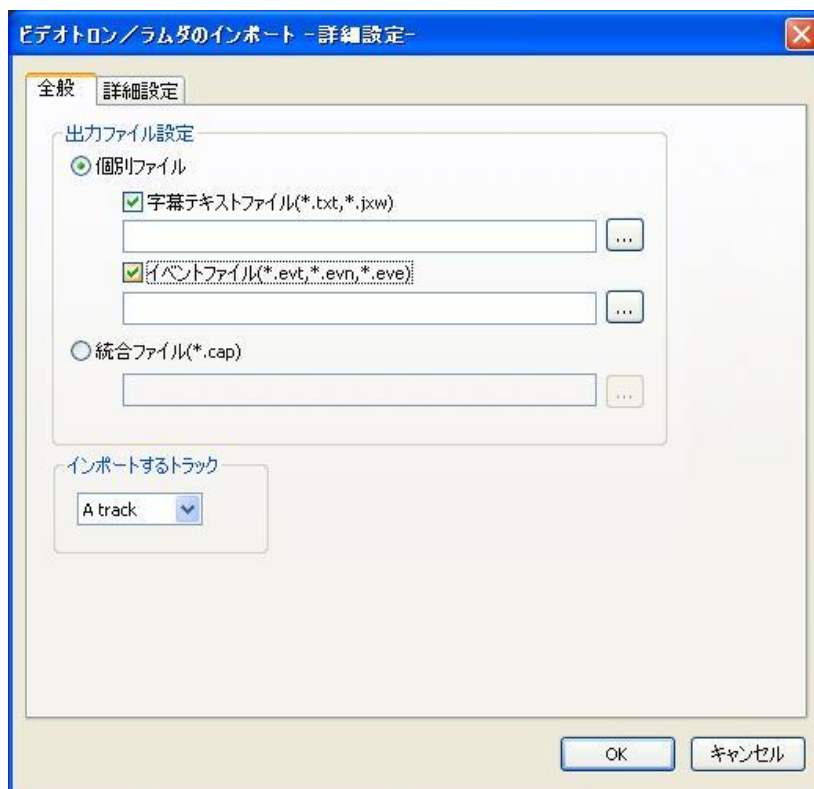 ビデオトロン／ラムダのインポート -詳細設定-
全般 詳細設定
出力ファイル設定
個別ファイル
字幕テキストファイル(*.txt,*.jxw)
...
イベントファイル(*.evt,*.evn,*.eve)
...
統合ファイル(*.cap)
...
インポートするトラック
A track
OK キャンセル